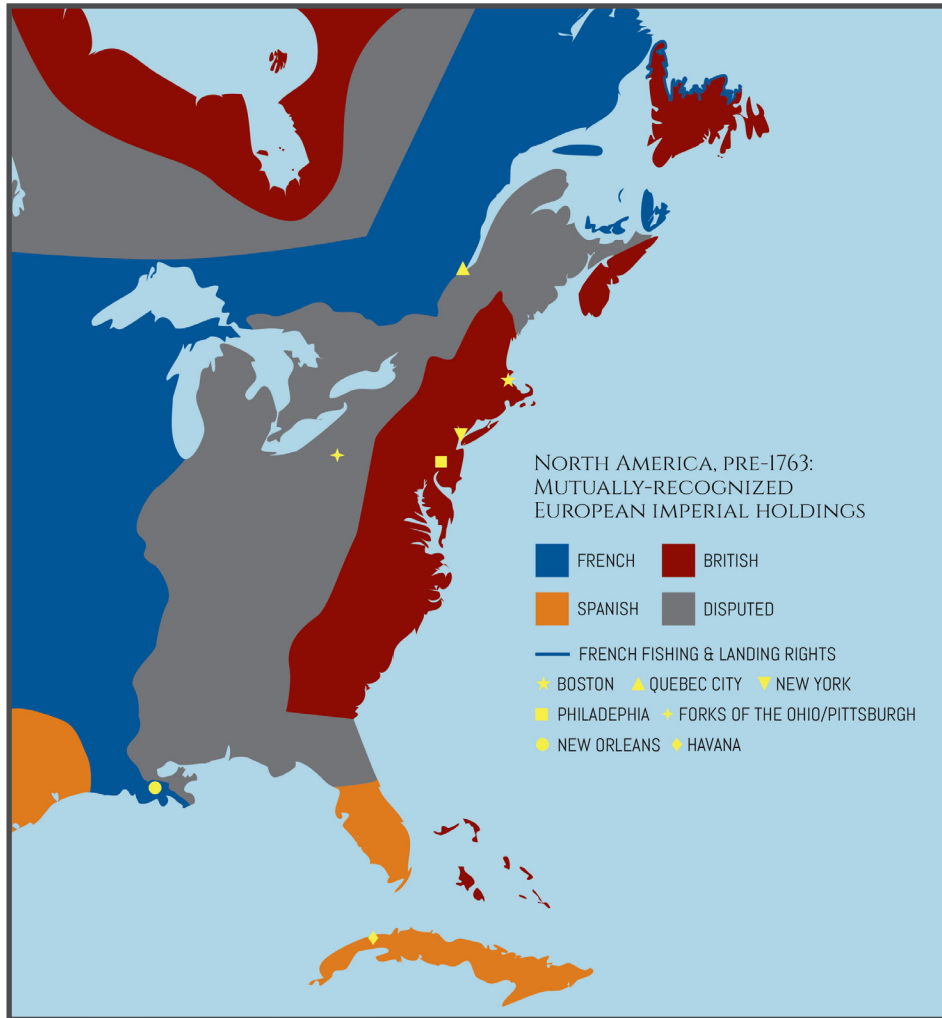 North America, pre-1763:
Mutually-recognized
European imperial holdings
FRENCH BRITISH
SPANISH DISPUTED
FRENCH FISHING & LANDING RIGHTS
BOSTON QUEBEC CITY NEW YORK
PHILADEPHIA FORKS OF THE OHIO/PITTSBURGH
NEW ORLEANS HAVANA